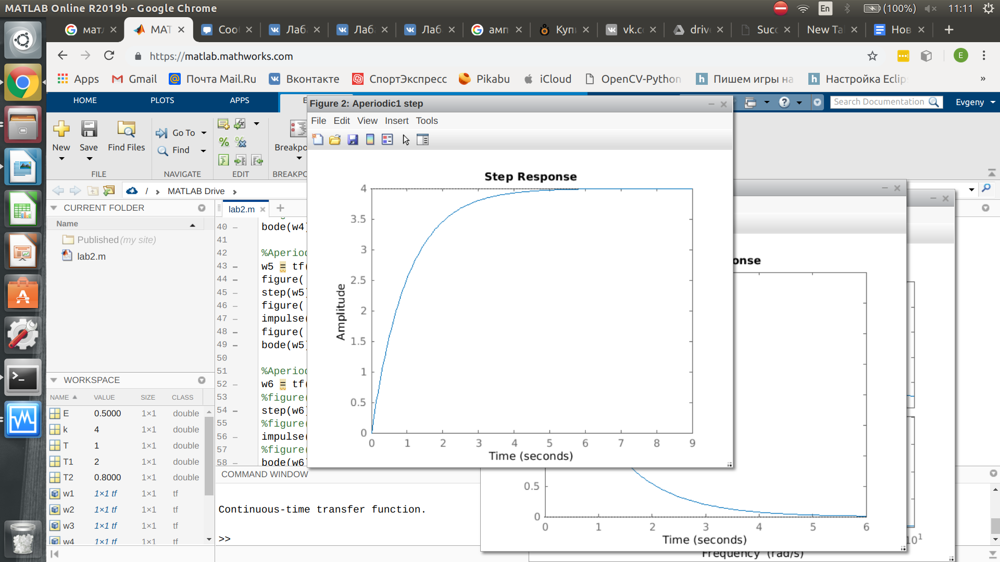 MATLAB Online R2019b - Google Chrome
En (100%) 11:11
мат MAT Coo Лаб Лаб Лаб амп Купи vk.c driv Succ New Ta Нов
https://matlab.mathworks.com
E
Apps Gmail Почта Mail.Ru Вконтакте СпортЭкспресс Pikabu iCloud OpenCV-Python Пишем игры на Настройка Eclip »
HOME PLOTS APPS E
Search Documentation Evgeny
Figure 2: Aperiodic1 step
File Edit View Insert Tools
New Save Find Files Go To Find Breakpo
FILE NAVIGATE EDIT BREAKPO
/ MATLAB Drive
CURRENT FOLDER
Name
Published (my site)
lab2.m
lab2.m
40 – bode(w4)
41
42 %Aperiod
43 – w5 = tf(
44 – figure(
45 – step(w5)
46 – figure(
47 – impulse(
48 – figure(
49 – bode(w5)
50
51 %Aperiod
52 – w6 = tf(
53 %figure(
54 – step(w6)
55 %figure(
56 – impulse(
57 %figure(
58 – bode(w6)
WORKSPACE
NAME VALUE SIZE CLASS
E 0.5000 1×1 double
k 4 1×1 double
T 1 1×1 double
T1 2 1×1 double
T2 0.8000 1×1 double
w1 1×1 tf 1×1 tf
w2 1×1 tf 1×1 tf
w3 1×1 tf 1×1 tf
w4 1×1 tf 1×1 tf
COMMAND WINDOW
Continuous-time transfer function.
>>
Step Response
Amplitude
4
3.5
3
2.5
2
1.5
1
0.5
0
0 1 2 3 4 5 6 7 8 9
Time (seconds)
onse
0.5
0
0 1 2 3 4 5 6
Time (seconds)
10¹
Frequency (rad/s)